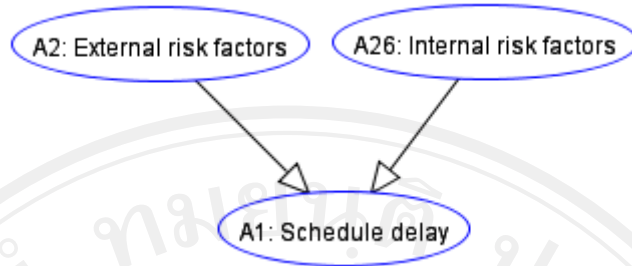 A2: External risk factors
A26: Internal risk factors
A1: Schedule delay